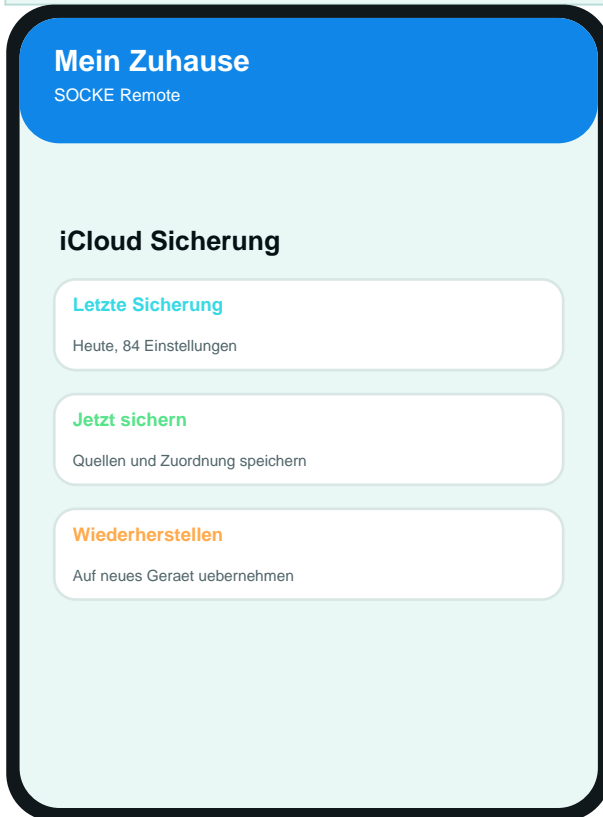 Mein Zuhause
SOCKE Remote
iCloud Sicherung
Letzte Sicherung
Heute, 84 Einstellungen
Jetzt sichern
Quellen und Zuordnung speichern
Wiederherstellen
Auf neues Geraet uebernehmen